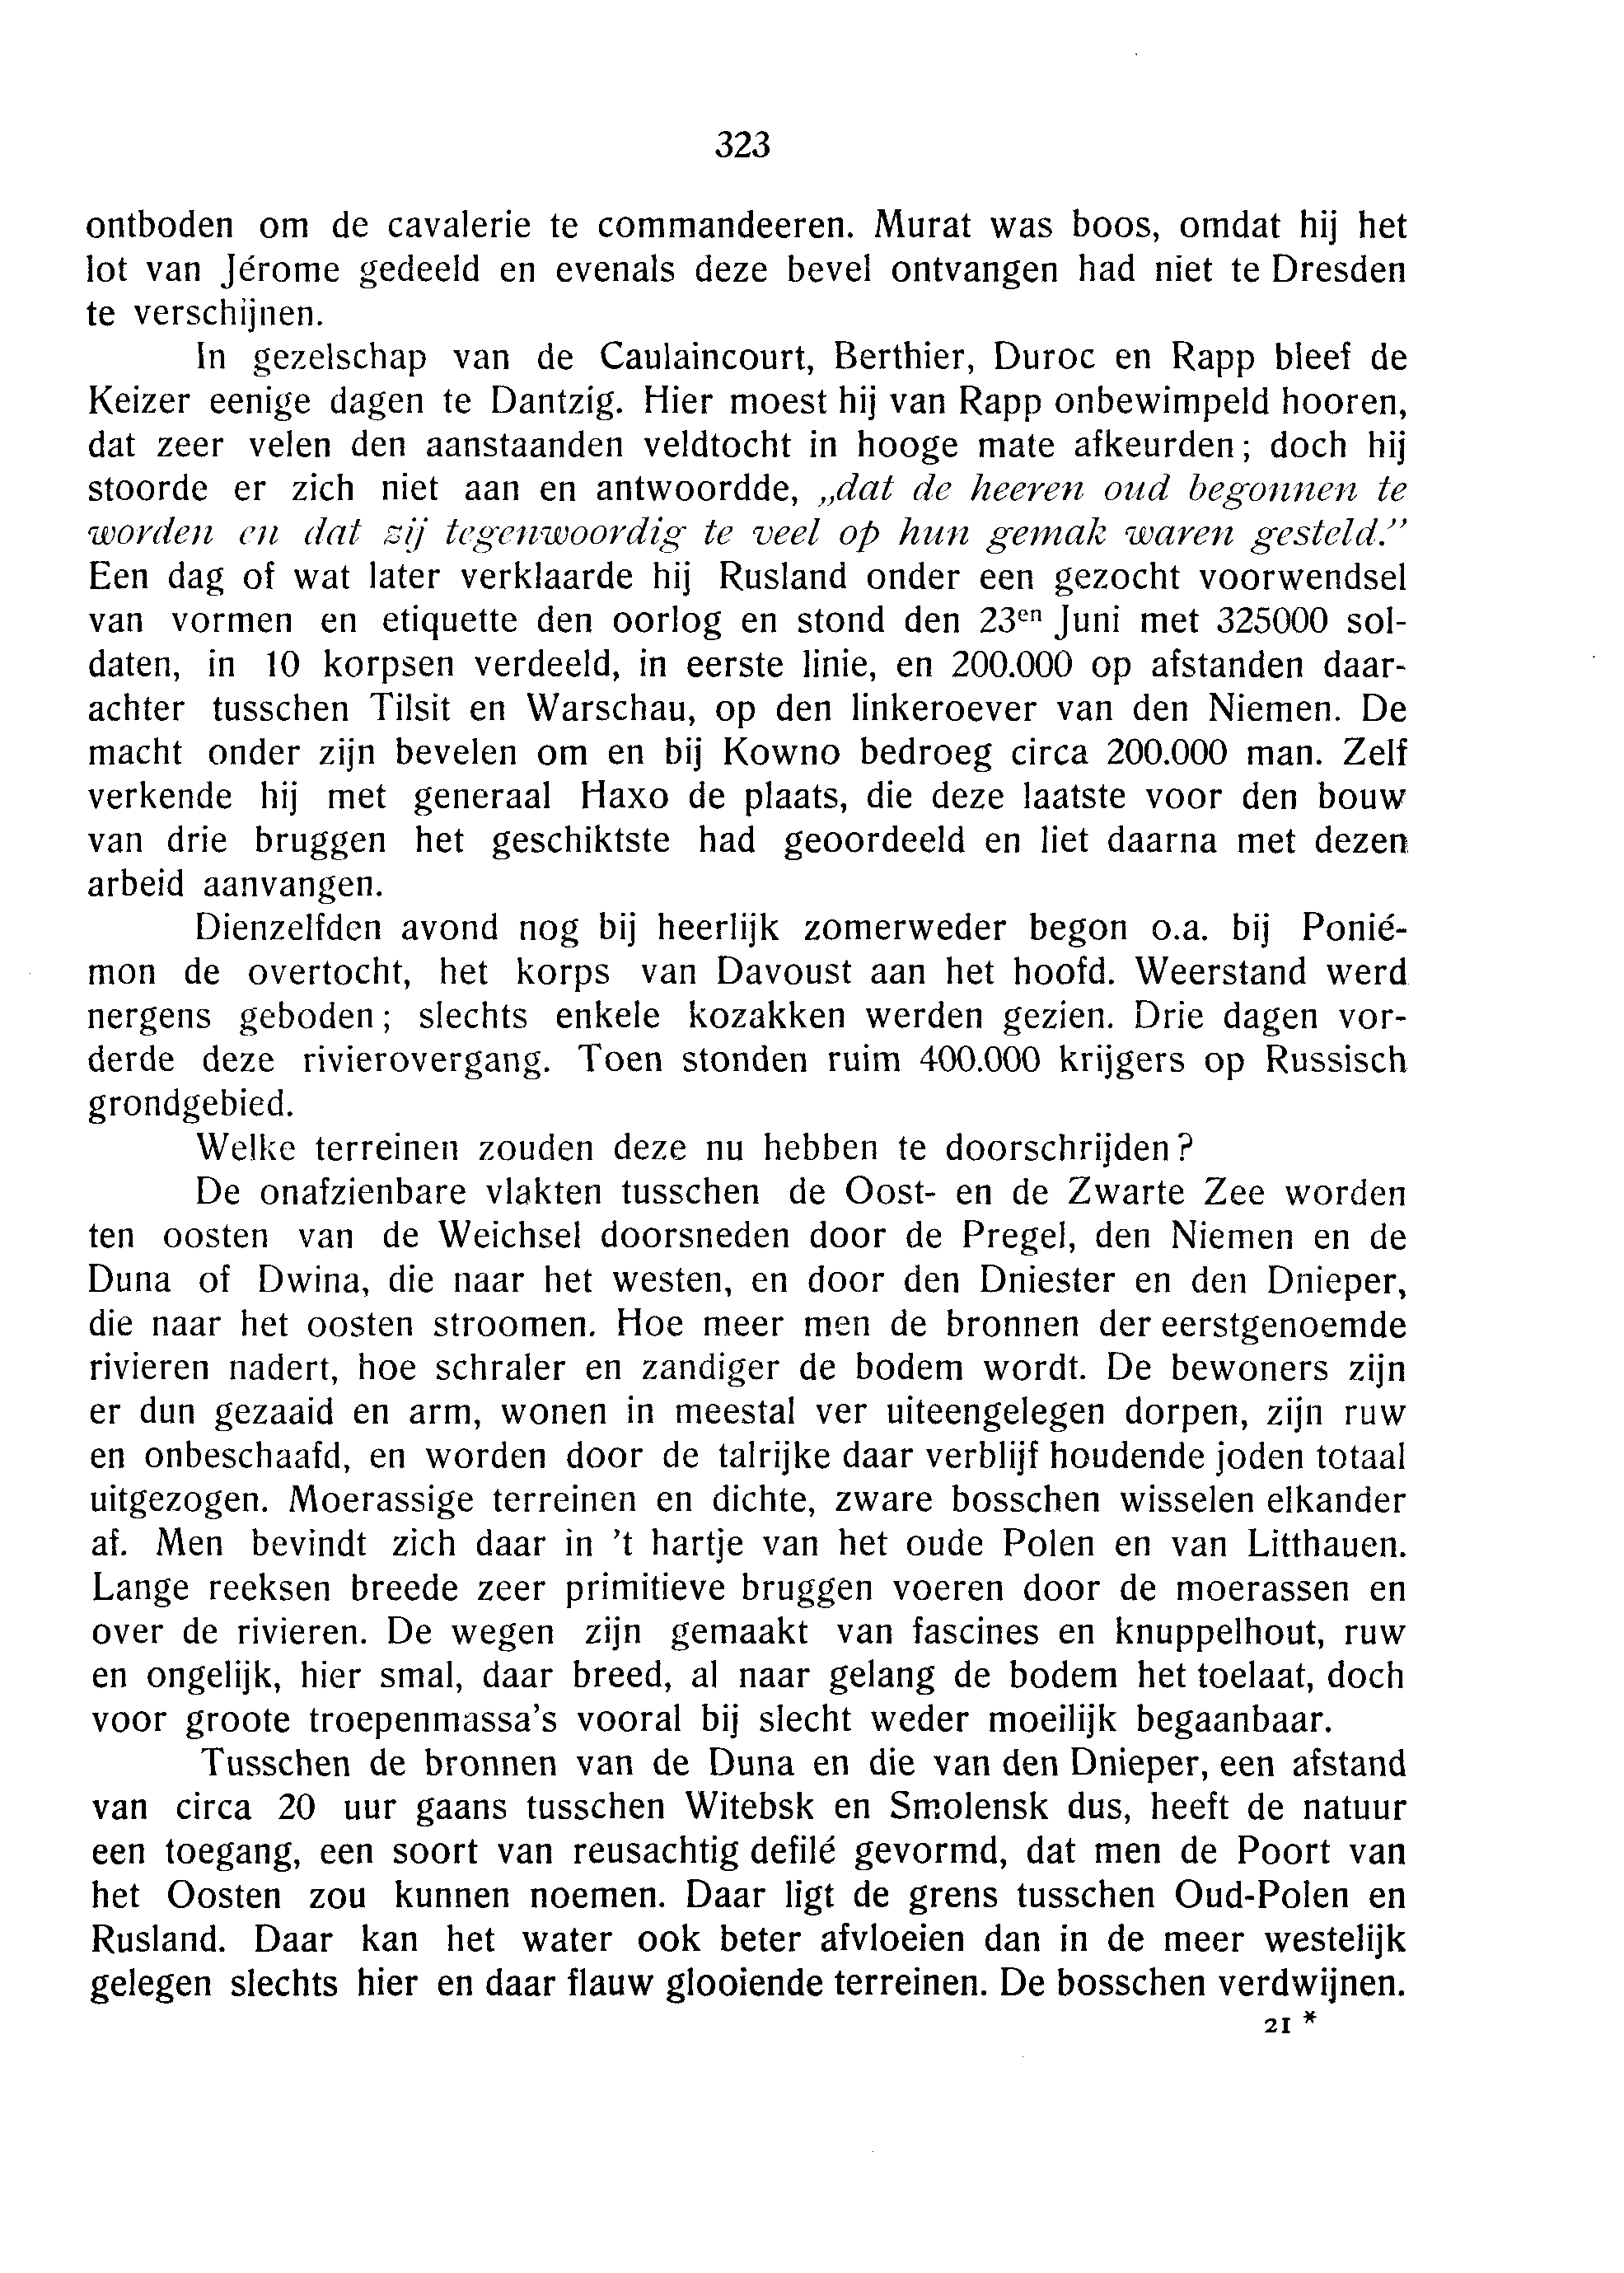 323
ontboden om de cavalerie te commandeeren. Murat was boos, omdat hij het
lot van Jérome gedeeld en evenals deze bevel ontvangen had niet te Dresden
te verschijnen.
In gezelschap van de Caulaincourt, Berthier, Duroc en Rapp bleef de
Keizer eenige dagen te Dantzig. Hier moest hij van Rapp onbewimpeld hooren,
dat zeer velen den aanstaanden veldtocht in hooge mate afkeurden; doch hij
stoorde er zich niet aan en antwoordde, „dat de heeren oud begonnen te
worden en dat zij tegenwoordig te veel op hun gemak waren gesteld.”
Een dag of wat later verklaarde hij Rusland onder een gezocht voorwendsel
van vormen en etiquette den oorlog en stond den 23en Juni met 325000 sol-
daten, in 10 korpsen verdeeld, in eerste linie, en 200.000 op afstanden daar-
achter tusschen Tilsit en Warschau, op den linkeroever van den Niemen. De
macht onder zijn bevelen om en bij Kowno bedroeg circa 200.000 man. Zelf
verkende hij met generaal Haxo de plaats, die deze laatste voor den bouw
van drie bruggen het geschiktste had geoordeeld en liet daarna met dezen
arbeid aanvangen.
Dienzelfden avond nog bij heerlijk zomerweder begon o.a. bij Ponié-
mon de overtocht, het korps van Davoust aan het hoofd. Weerstand werd
nergens geboden; slechts enkele kozakken werden gezien. Drie dagen vor-
derde deze rivierovergang. Toen stonden ruim 400.000 krijgers op Russisch
grondgebied.
Welke terreinen zouden deze nu hebben te doorschrijden?
De onafzienbare vlakten tusschen de Oost- en de Zwarte Zee worden
ten oosten van de Weichsel doorsneden door de Pregel, den Niemen en de
Duna of Dwina, die naar het westen, en door den Dniester en den Dnieper,
die naar het oosten stroomen. Hoe meer men de bronnen der eerstgenoemde
rivieren nadert, hoe schraler en zandiger de bodem wordt. De bewoners zijn
er dun gezaaid en arm, wonen in meestal ver uiteengelegen dorpen, zijn ruw
en onbeschaafd, en worden door de talrijke daar verblijf houdende joden totaal
uitgezogen. Moerassige terreinen en dichte, zware bosschen wisselen elkander
af. Men bevindt zich daar in 't hartje van het oude Polen en van Litthauen.
Lange reeksen breede zeer primitieve bruggen voeren door de moerassen en
over de rivieren. De wegen zijn gemaakt van fascines en knuppelhout, ruw
en ongelijk, hier smal, daar breed, al naar gelang de bodem het toelaat, doch
voor groote troepenmassa's vooral bij slecht weder moeilijk begaanbaar.
Tusschen de bronnen van de Duna en die van den Dnieper, een afstand
van circa 20 uur gaans tusschen Witebsk en Smolensk dus, heeft de natuur
een toegang, een soort van reusachtig defilé gevormd, dat men de Poort van
het Oosten zou kunnen noemen. Daar ligt de grens tusschen Oud-Polen en
Rusland. Daar kan het water ook beter afvloeien dan in de meer westelijk
gelegen slechts hier en daar flauw glooiende terreinen. De bosschen verdwijnen.
21 *